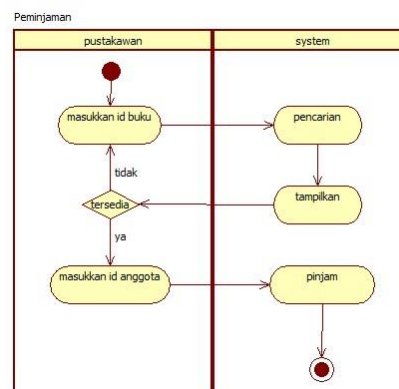 Peminjaman
pustakawan
system
masukkan id buku
pencarian
tidak
tersedia
tampilkan
ya
masukkan id anggota
pinjam